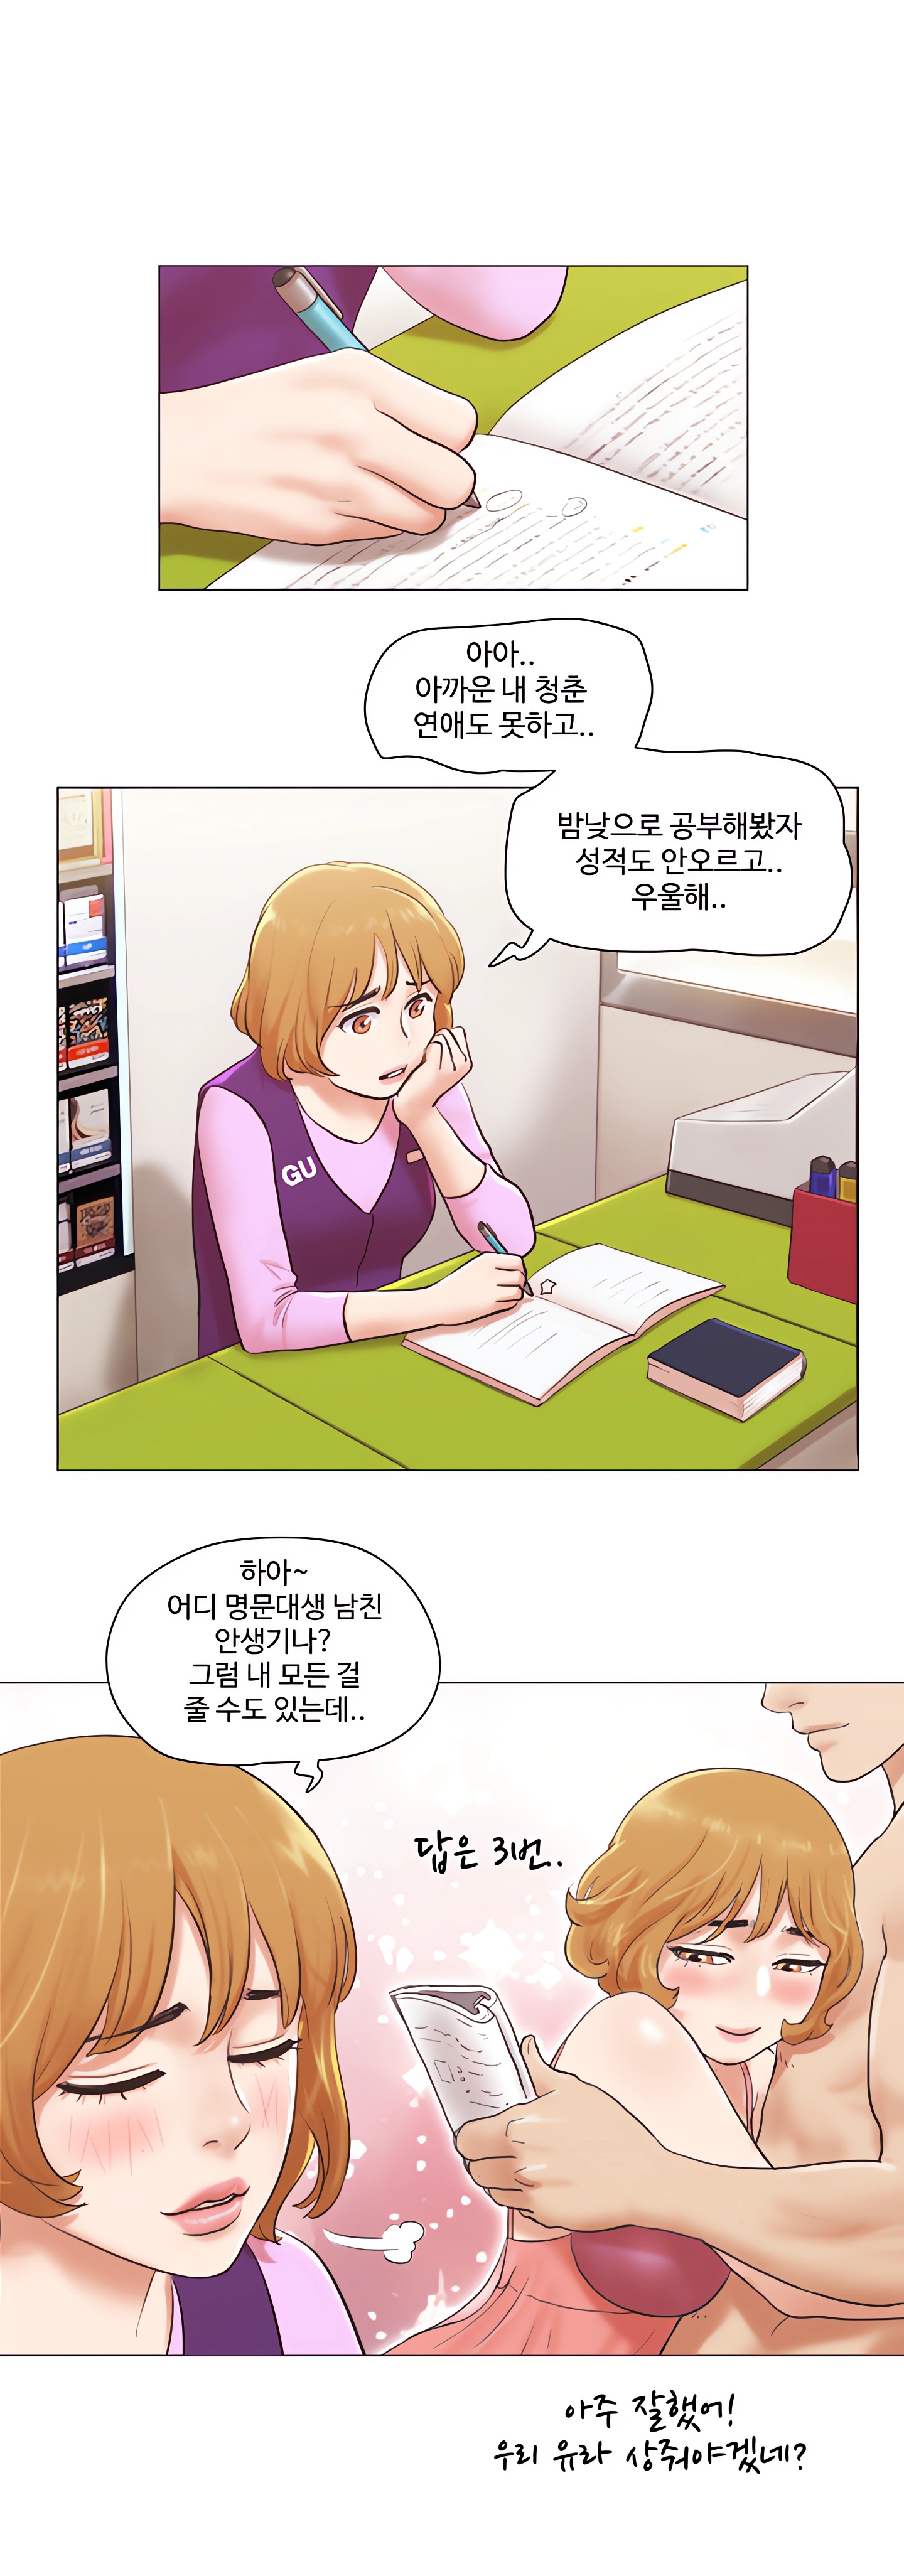 아아..
아까운 내 청춘
연애도 못하고..
밤낮으로 공부해봤자
성적도 안오르고..
우울해..
GU
하아~
어디 명문대생 남친
안생기나?
그럼 내 모든 걸
줄 수도 있는데..
답은 3번..
아주 잘했어!
우리 유라 상줘야겠네?